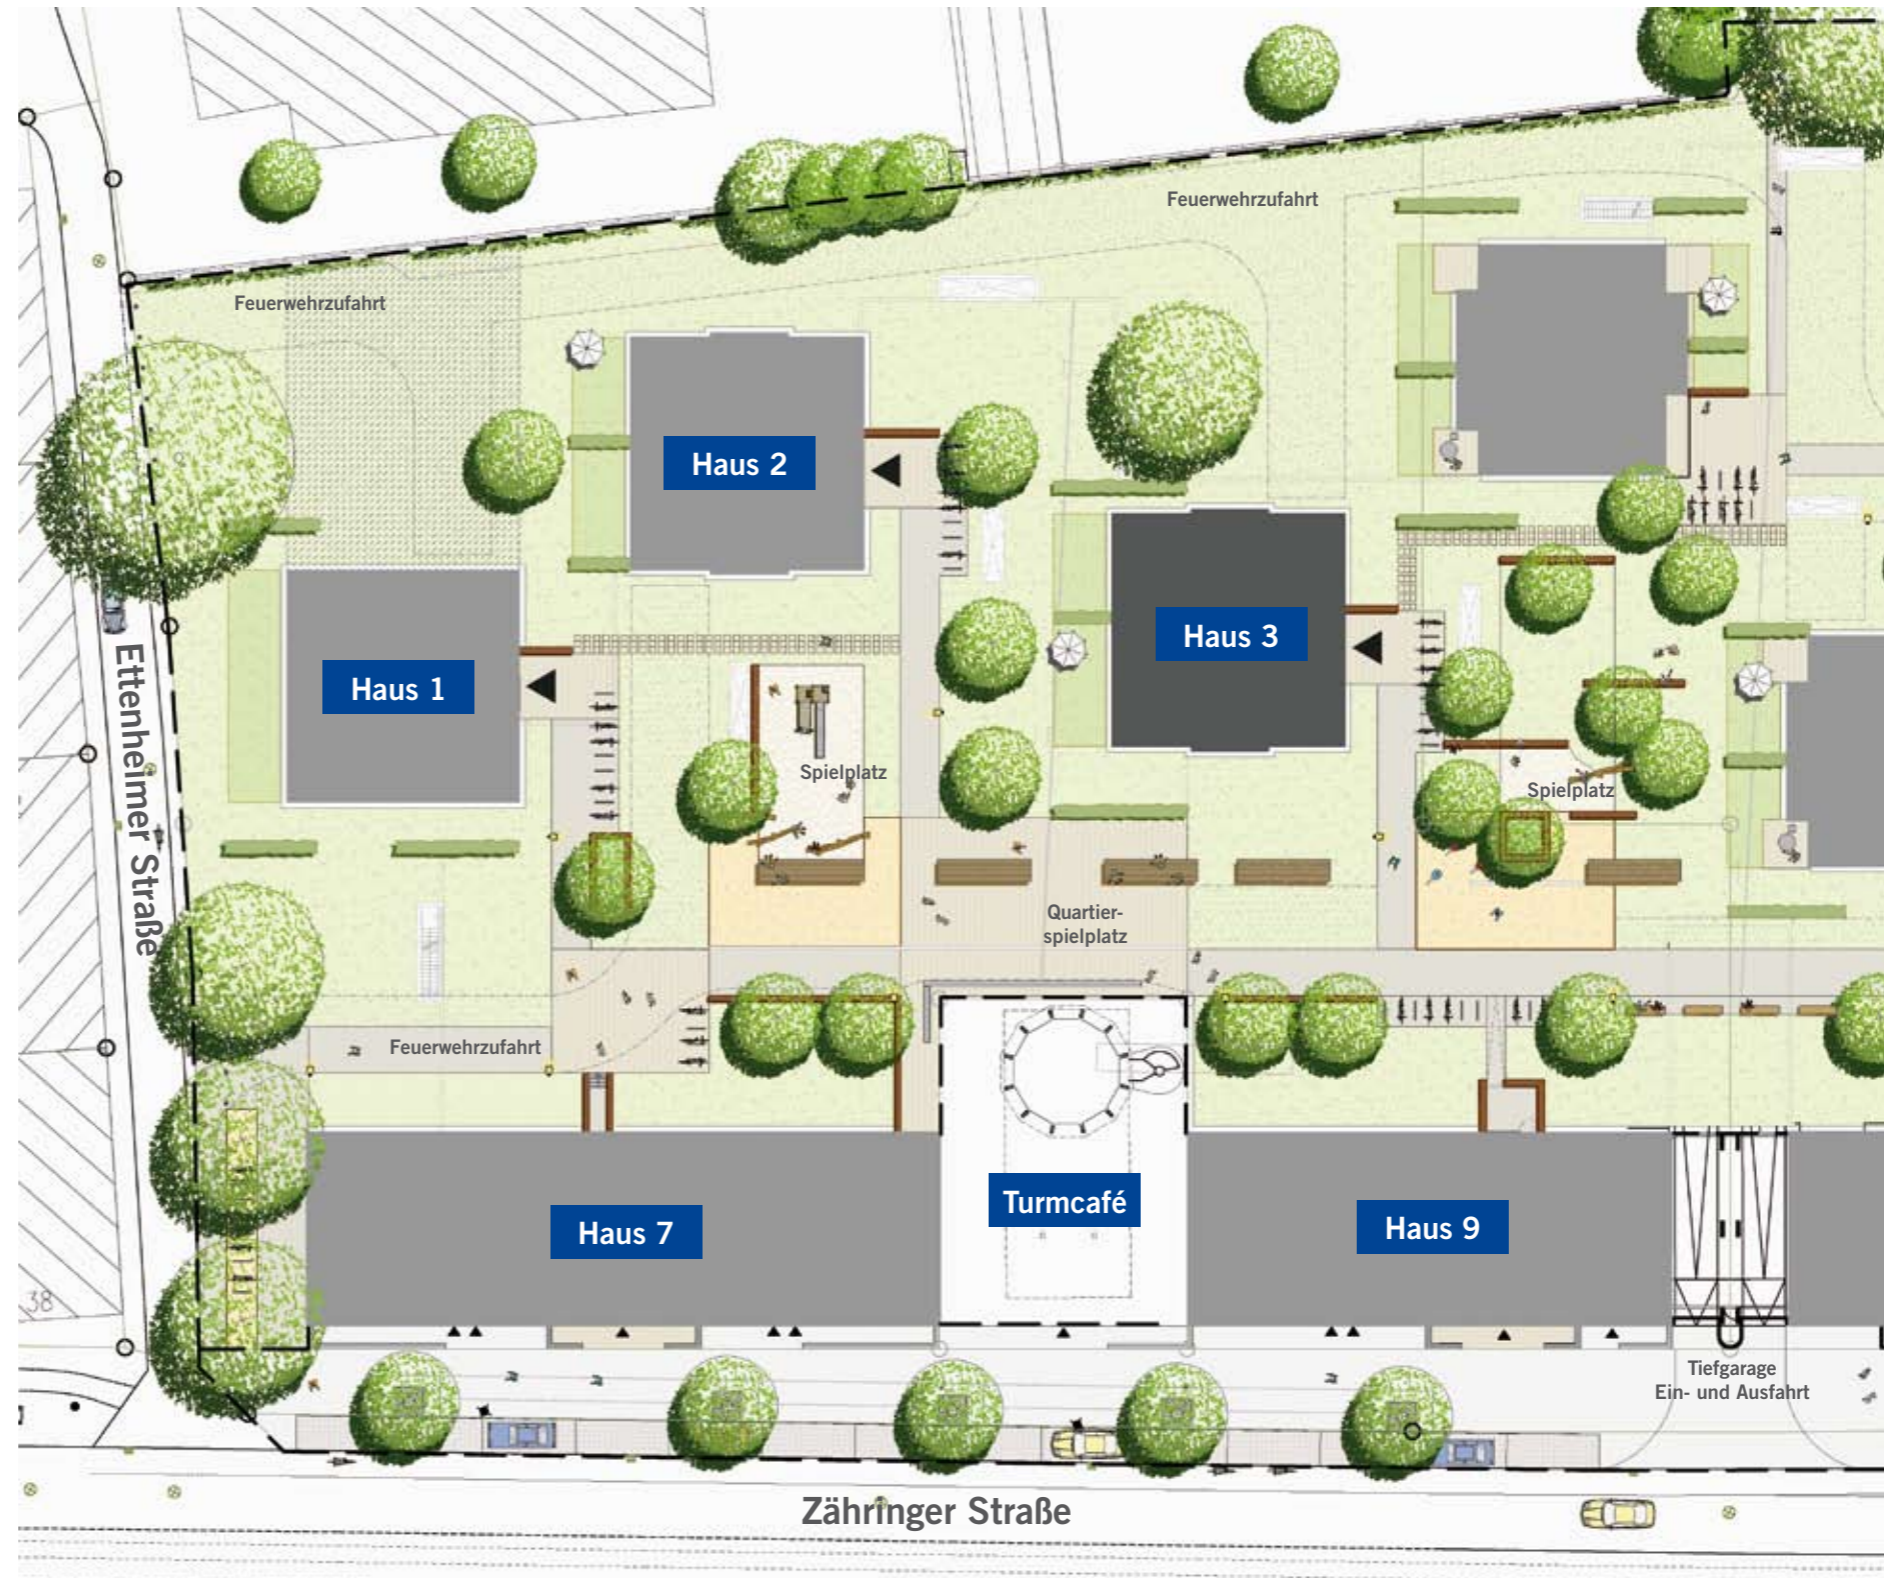 Feuerwehrzufahrt
Feuerwehrzufahrt
Haus 2
Haus 3
Haus 1
Ettenheimer Straße
Spielplatz
Spielplatz
Quartier-
spielplatz
Feuerwehrzufahrt
Turmcafé
Haus 7
Haus 9
38
Tiefgarage
Ein- und Ausfahrt
Zähringer Straße